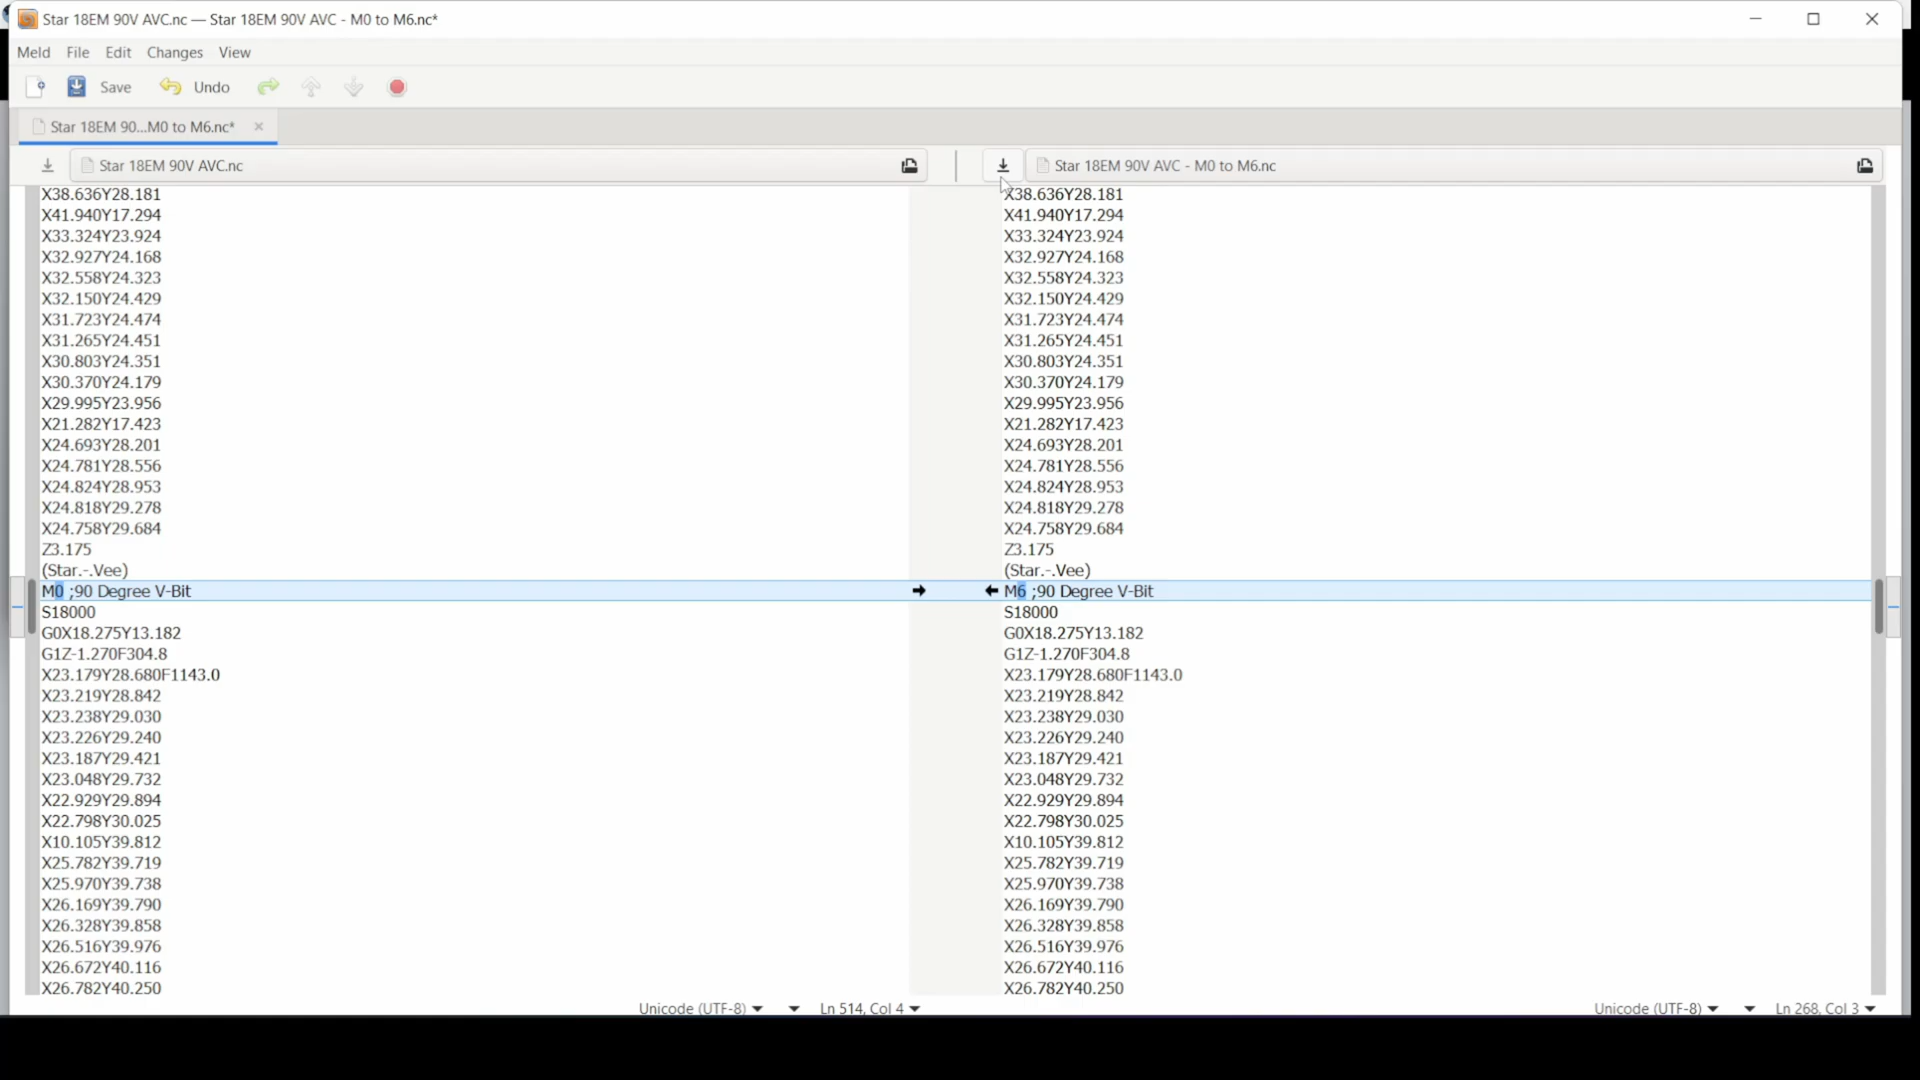 Star 18EM 90V AVC.nc — Star 18EM 90V AVC - M0 to M6.nc*
Meld File Edit Changes View
Save Undo
Star 18EM 90...M0 to M6.nc*
Star 18EM 90V AVC.nc
Star 18EM 90V AVC - M0 to M6.nc
X38.636Y28.181
X41.940Y17.294
X33.324Y23.924
X32.927Y24.168
X32.558Y24.323
X32.150Y24.429
X31.723Y24.474
X31.265Y24.451
X30.803Y24.351
X30.370Y24.179
X29.995Y23.956
X21.282Y17.423
X24.693Y28.201
X24.781Y28.556
X24.824Y28.953
X24.818Y29.278
X24.758Y29.684
Z3.175
(Star.-.Vee)
M0 ;90 Degree V-Bit
S18000
G0X18.275Y13.182
G1Z-1.270F304.8
X23.179Y28.680F1143.0
X23.219Y28.842
X23.238Y29.030
X23.226Y29.240
X23.187Y29.421
X23.048Y29.732
X22.929Y29.894
X22.798Y30.025
X10.105Y39.812
X25.782Y39.719
X25.970Y39.738
X26.169Y39.790
X26.328Y39.858
X26.516Y39.976
X26.672Y40.116
X26.782Y40.250
X38.636Y28.181
X41.940Y17.294
X33.324Y23.924
X32.927Y24.168
X32.558Y24.323
X32.150Y24.429
X31.723Y24.474
X31.265Y24.451
X30.803Y24.351
X30.370Y24.179
X29.995Y23.956
X21.282Y17.423
X24.693Y28.201
X24.781Y28.556
X24.824Y28.953
X24.818Y29.278
X24.758Y29.684
Z3.175
(Star.-.Vee)
M6 ;90 Degree V-Bit
S18000
G0X18.275Y13.182
G1Z-1.270F304.8
X23.179Y28.680F1143.0
X23.219Y28.842
X23.238Y29.030
X23.226Y29.240
X23.187Y29.421
X23.048Y29.732
X22.929Y29.894
X22.798Y30.025
X10.105Y39.812
X25.782Y39.719
X25.970Y39.738
X26.169Y39.790
X26.328Y39.858
X26.516Y39.976
X26.672Y40.116
X26.782Y40.250
Unicode (UTF-8) Ln 514, Col 4
Unicode (UTF-8) Ln 268, Col 3